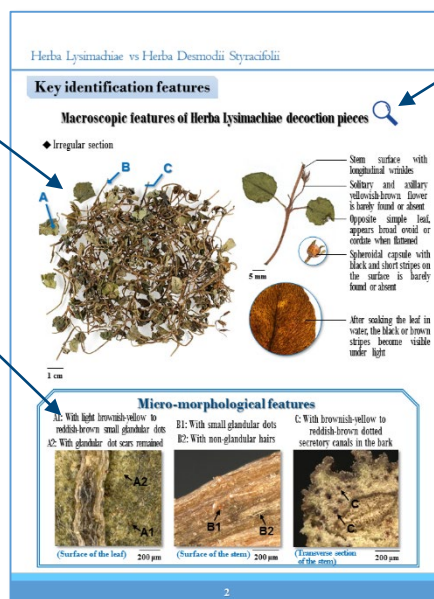 Herba Lysimachiae vs Herba Desmodii Styracifolii
Key identification features
Macroscopic features of Herba Lysimachiae decoction pieces
◆ Irregular section
A
B
C
1 cm
5 mm
Stem surface with
longitudinal wrinkles
Solitary and axillary
yellowish-brown flower
is barely found or absent
Opposite simple leaf,
appears broad ovoid or
cordate when flattened
Spheroidal capsule with
black and short stripes on
the surface is barely
found or absent
After soaking the leaf in
water, the black or brown
stripes become visible
under light
Micro-morphological features
A1: With light brownish-yellow to
reddish-brown small glandular dots
A2: With glandular dot scars remained
A2
A1
(Surface of the leaf)
200 μm
B1: With small glandular dots
B2: With non-glandular hairs
B1
B2
(Surface of the stem)
200 μm
C: With brownish-yellow to
reddish-brown dotted
secretory canals in the bark
C
C
(Transverse section
of the stem)
200 μm
2